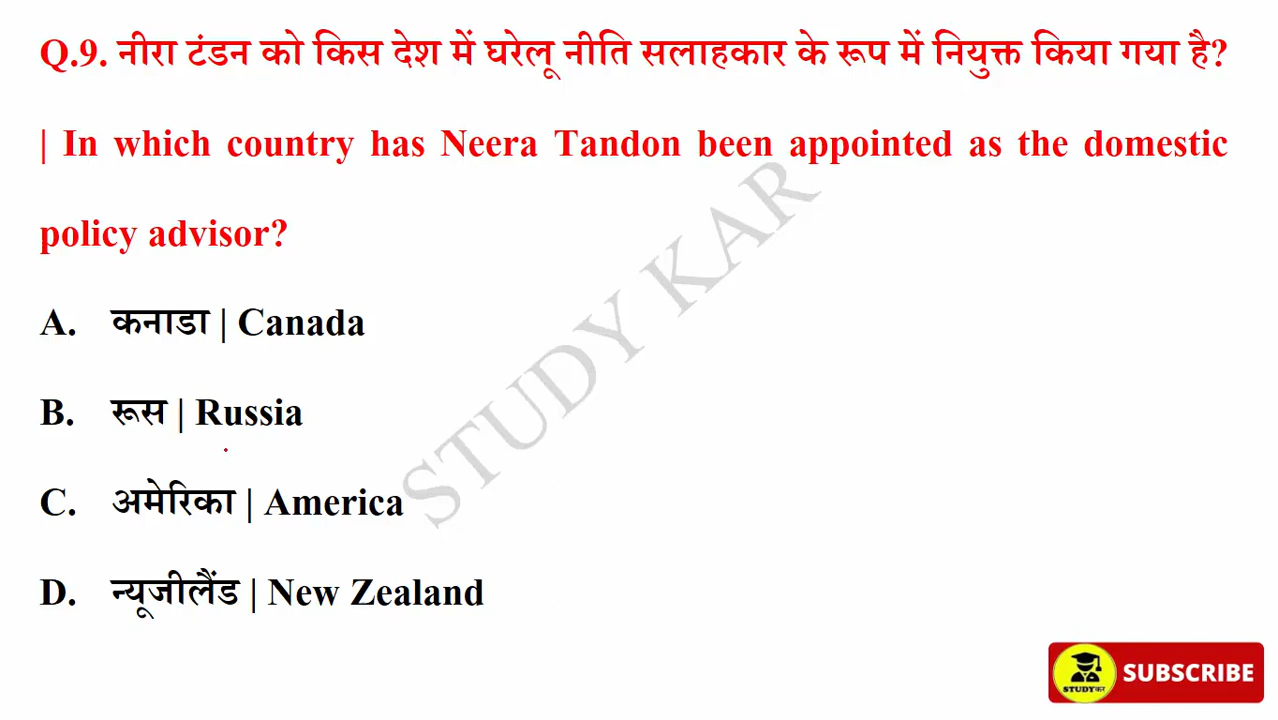 Q.9. नीरा टंडन को किस देश में घरेलू नीति सलाहकार के रूप में नियुक्त किया गया है?
| In which country has Neera Tandon been appointed as the domestic
policy advisor?
A. कनाडा | Canada
B. रूस | Russia
C. अमेरिका | America
D. न्यूजीलैंड | New Zealand
STUDY KAR
SUBSCRIBE
STUDYकर